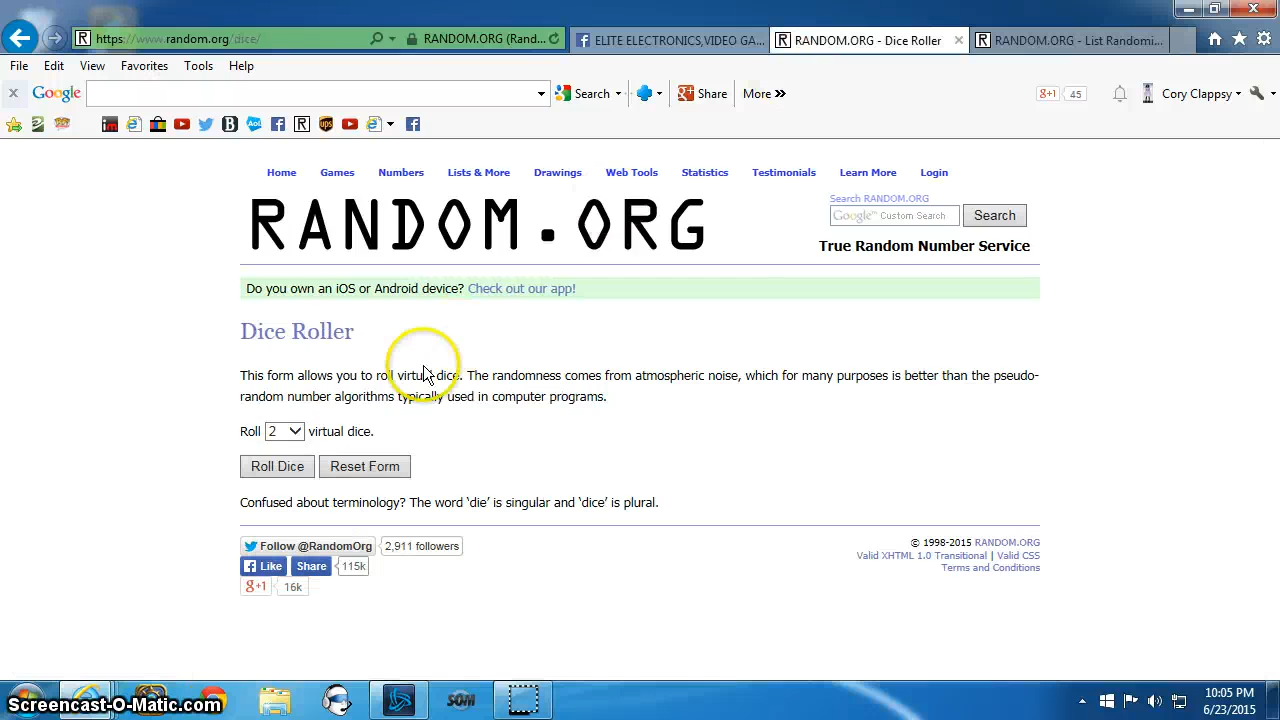 https://www.random.org/dice/
RANDOM.ORG (Rand...
ELITE ELECTRONICS,VIDEO GA...
RANDOM.ORG - Dice Roller
RANDOM.ORG - List Randomi...
File Edit View Favorites Tools Help
Google
Search
Share
More »
g+1 45
Cory Clappsy
Home Games Numbers Lists & More Drawings Web Tools Statistics Testimonials Learn More Login
RANDOM.ORG
Search RANDOM.ORG
Google™ Custom Search
Search
True Random Number Service
Do you own an iOS or Android device? Check out our app!
Dice Roller
This form allows you to roll virtual dice. The randomness comes from atmospheric noise, which for many purposes is better than the pseudo-
random number algorithms typically used in computer programs.
Roll 2 virtual dice.
Roll Dice Reset Form
Confused about terminology? The word ‘die’ is singular and ‘dice’ is plural.
Follow @RandomOrg 2,911 followers
Like Share 115k
g+1 16k
© 1998-2015 RANDOM.ORG
Valid XHTML 1.0 Transitional | Valid CSS
Terms and Conditions
Screencast-O-Matic.com
SOM
10:05 PM
6/23/2015